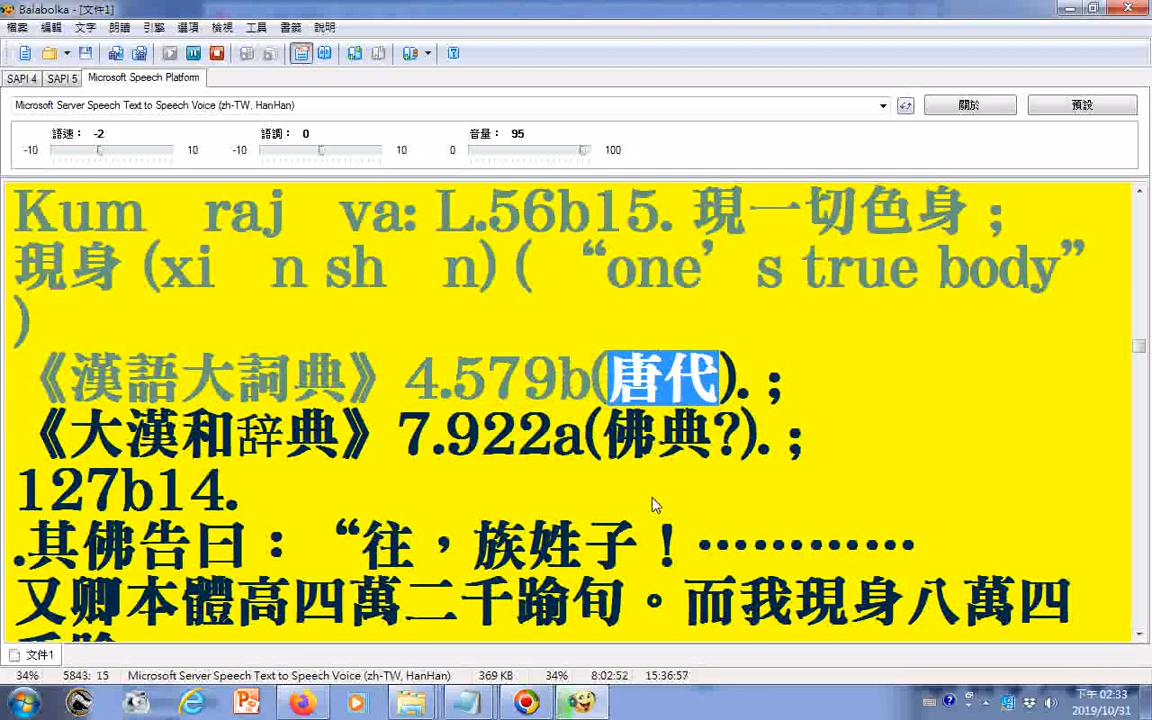 Balabolka - [文件1]
檔案 編輯 文字 朗讀 引擎 選項 檢視 工具 書籤 說明
SAPI 4 SAPI 5 Microsoft Speech Platform
Microsoft Server Speech Text to Speech Voice (zh-TW, HanHan) 關於 預設
語速： -2 語調： 0 音量： 95
-10 10 -10 10 0 100
Kum raj va: L.56b15. 現一切色身；
現身 (xi n sh n) ( “one’s true body”
)
《漢語大詞典》 4.579b(唐代).；
《大漢和辞典》 7.922a(佛典?).；
127b14.
.其佛告曰：“往，族姓子！…………
又卿本體高四萬二千踰句。而我現身八萬四
千踰
文件1
34% 5843: 15 Microsoft Server Speech Text to Speech Voice (zh-TW, HanHan) 369 KB 34% 8:02:52 15:36:57
下午 02:33
2019/10/31